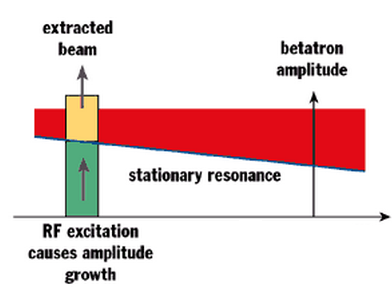 extracted
beam
betatron
amplitude
stationary resonance
RF excitation
causes amplitude
growth